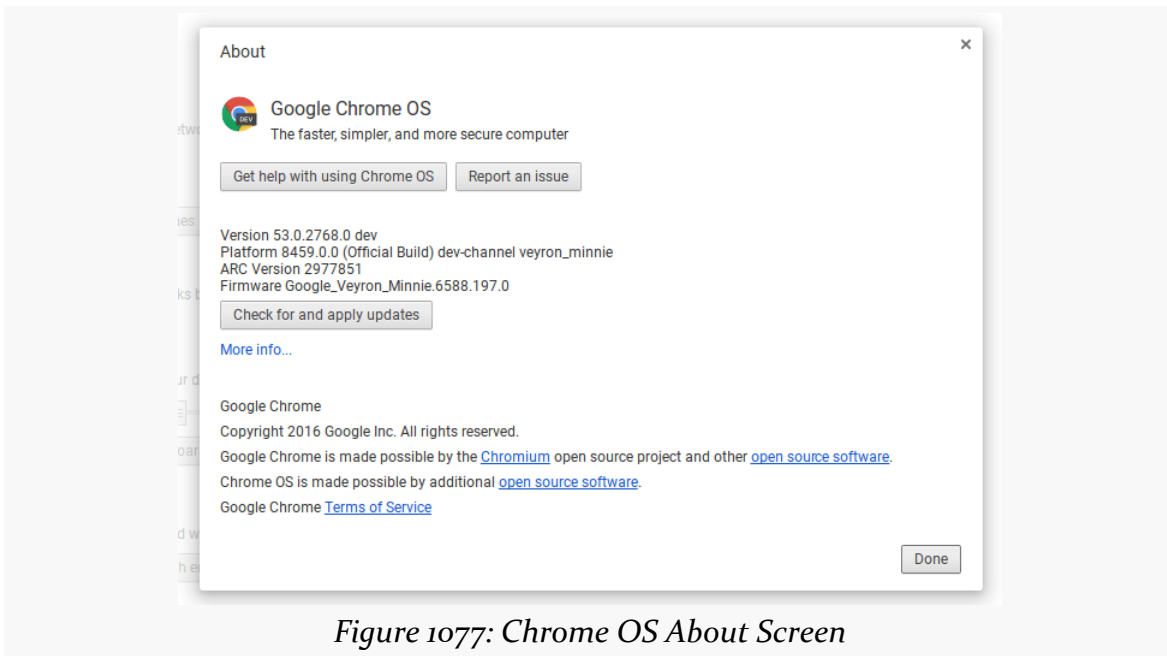 About
×
Google Chrome OS
DEV
The faster, simpler, and more secure computer
Get help with using Chrome OS
Report an issue
Version 53.0.2768.0 dev
Platform 8459.0.0 (Official Build) dev-channel veyron_minnie
ARC Version 2977851
Firmware Google_Veyron_Minnie.6588.197.0
Check for and apply updates
More info...
Google Chrome
Copyright 2016 Google Inc. All rights reserved.
Google Chrome is made possible by the Chromium open source project and other open source software.
Chrome OS is made possible by additional open source software.
Google Chrome Terms of Service
Done
Figure 1077: Chrome OS About Screen